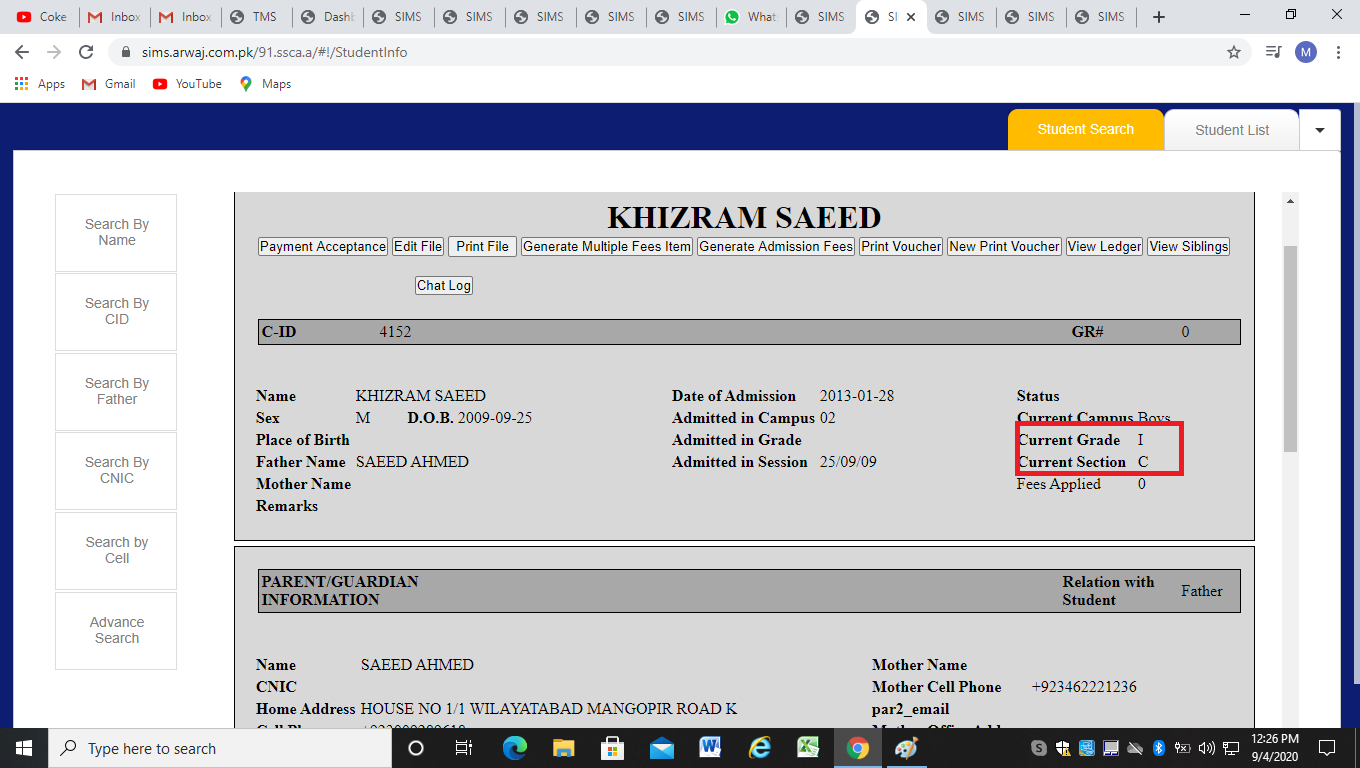 Coke Inbox Inbox TMS Dash SIMS SIMS SIMS SIMS SIMS What SIMS SI SIMS SIMS SIMS
sims.arwaj.com.pk/91.ssca.a/#!/StudentInfo M
Apps Gmail YouTube Maps
Student Search Student List
Search By
Name
Search By
CID
Search By
Father
Search By
CNIC
Search by
Cell
Advance
Search
KHIZRAM SAEED
Payment Acceptance Edit File Print File Generate Multiple Fees Item Generate Admission Fees Print Voucher New Print Voucher View Ledger View Siblings
Chat Log
C-ID 4152 GR# 0
Name KHIZRAM SAEED Date of Admission 2013-01-28 Status
Sex M D.O.B. 2009-09-25 Admitted in Campus 02 Current Campus Boys
Place of Birth Admitted in Grade Current Grade I
Father Name SAEED AHMED Admitted in Session 25/09/09 Current Section C
Mother Name Fees Applied 0
Remarks
PARENT/GUARDIAN
INFORMATION
Relation with
Student
Father
Name SAEED AHMED Mother Name
CNIC Mother Cell Phone +923462221236
Home Address HOUSE NO 1/1 WILAYATABAD MANGOPIR ROAD K par2_email
Type here to search
12:26 PM
9/4/2020